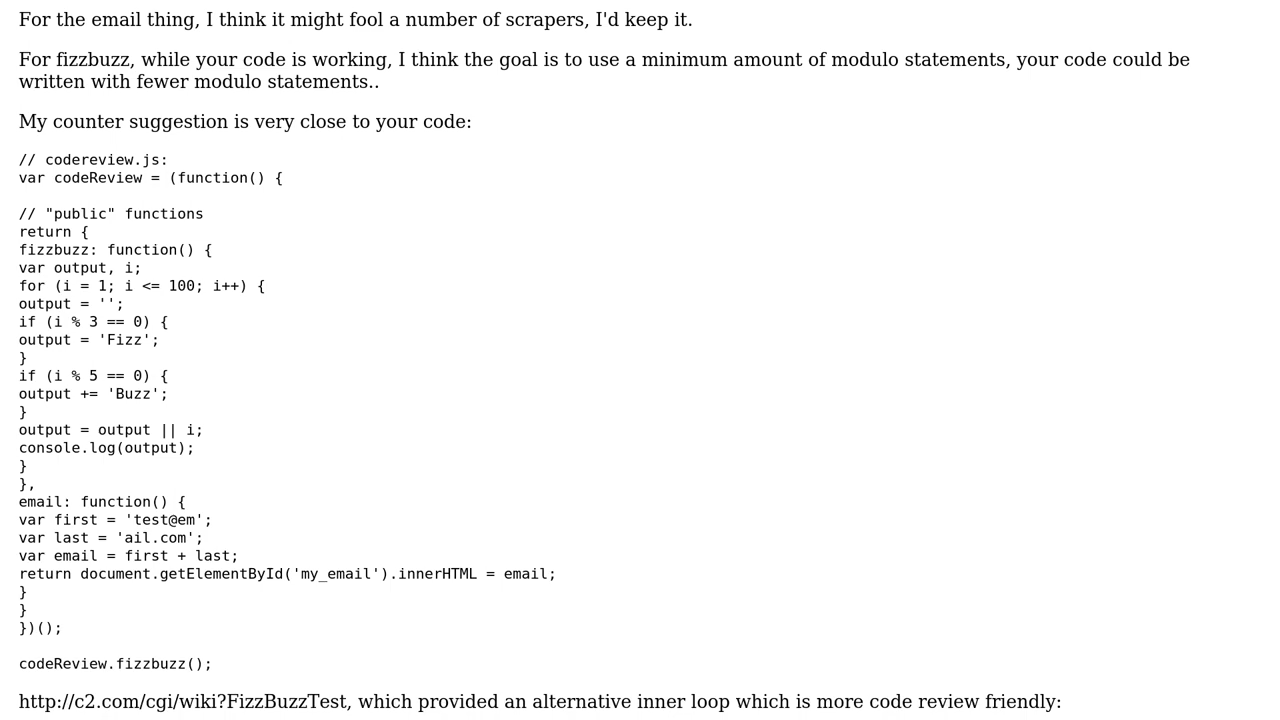 For the email thing, I think it might fool a number of scrapers, I'd keep it.
For fizzbuzz, while your code is working, I think the goal is to use a minimum amount of modulo statements, your code could be
written with fewer modulo statements..
My counter suggestion is very close to your code:
// codereview.js:
var codeReview = (function() {
// "public" functions
return {
fizzbuzz: function() {
var output, i;
for (i = 1; i <= 100; i++) {
output = '';
if (i % 3 == 0) {
output = 'Fizz';
}
if (i % 5 == 0) {
output += 'Buzz';
}
output = output || i;
console.log(output);
}
},
email: function() {
var first = 'test@em';
var last = 'ail.com';
var email = first + last;
return document.getElementById('my_email').innerHTML = email;
}
}
})();
codeReview.fizzbuzz();
http://c2.com/cgi/wiki?FizzBuzzTest, which provided an alternative inner loop which is more code review friendly: